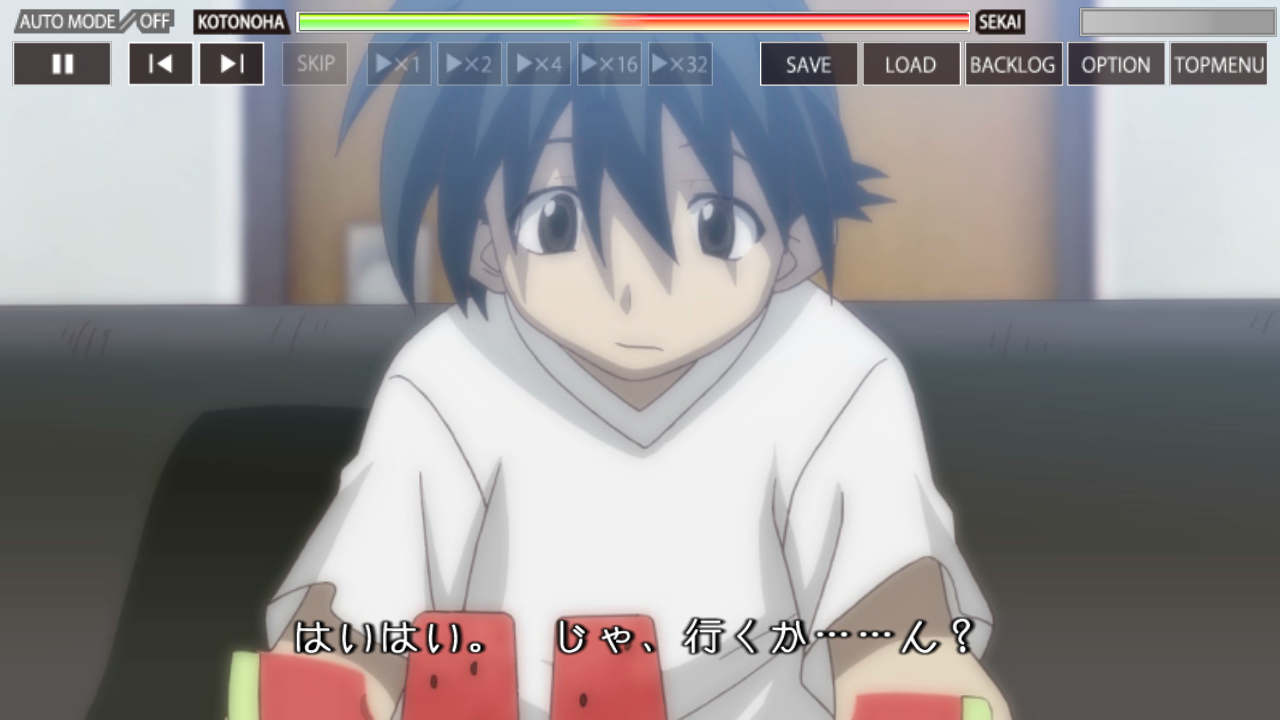 AUTO MODE OFF KOTONOHA SEKAI
SKIP ×1 ×2 ×4 ×16 ×32 SAVE LOAD BACKLOG OPTION TOPMENU
はいはい。　じゃ、行くか……ん？